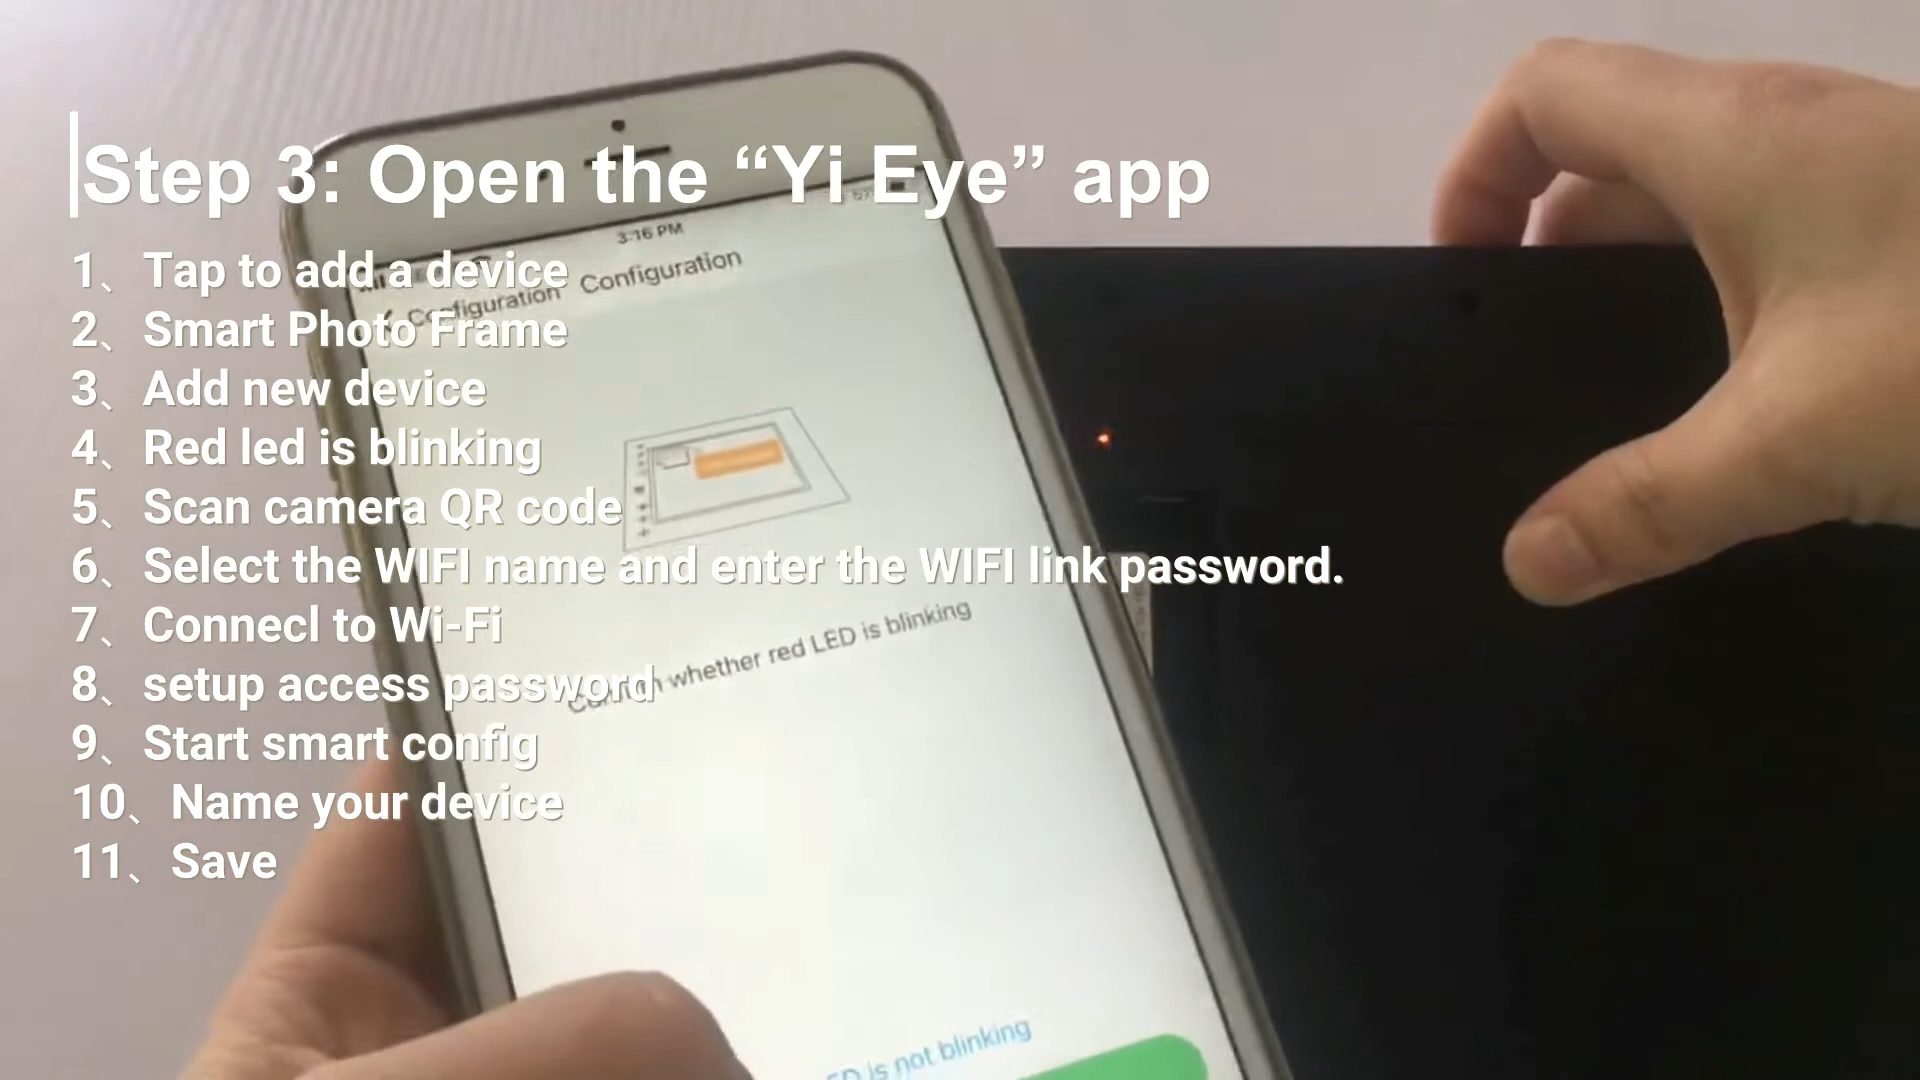 Step 3: Open the “Yi Eye” app
1、Tap to add a device
2、Smart Photo Frame
3、Add new device
4、Red led is blinking
5、Scan camera QR code
6、Select the WIFI name and enter the WIFI link password.
7、Connecl to Wi-Fi
8、setup access password
9、Start smart config
10、Name your device
11、Save
3:16 PM
Configuration Configuration
whether red LED is blinking
is not blinking